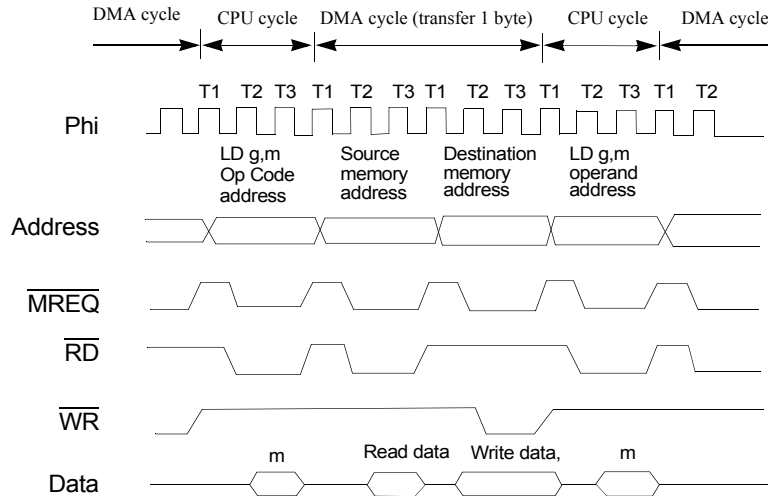 DMA cycle CPU cycle DMA cycle (transfer 1 byte) CPU cycle DMA cycle
T1 T2 T3 T1 T2 T3 T1 T2 T3 T1 T2 T3 T1 T2
Phi
LD g,m Source Destination LD g,m
Op Code memory memory operand
address address address address
Address
MREQ
RD
WR
m Read data Write data, m
Data